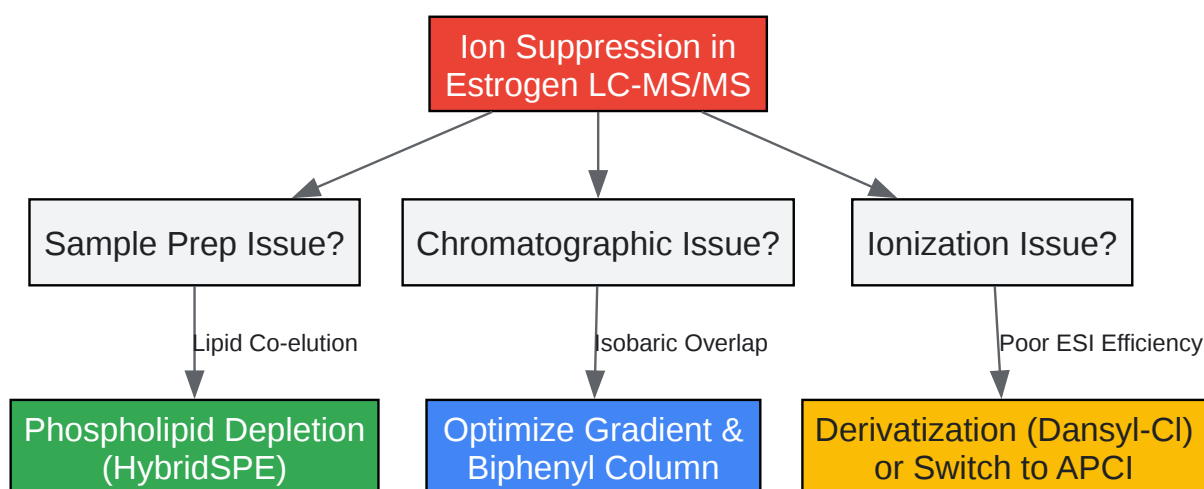 Ion Suppression in
Estrogen LC-MS/MS
Sample Prep Issue?
Chromatographic Issue?
Ionization Issue?
Lipid Co-elution
Isobaric Overlap
Poor ESI Efficiency
Phospholipid Depletion
(HybridSPE)
Optimize Gradient &
Biphenyl Column
Derivatization (Dansyl-Cl)
or Switch to APCI